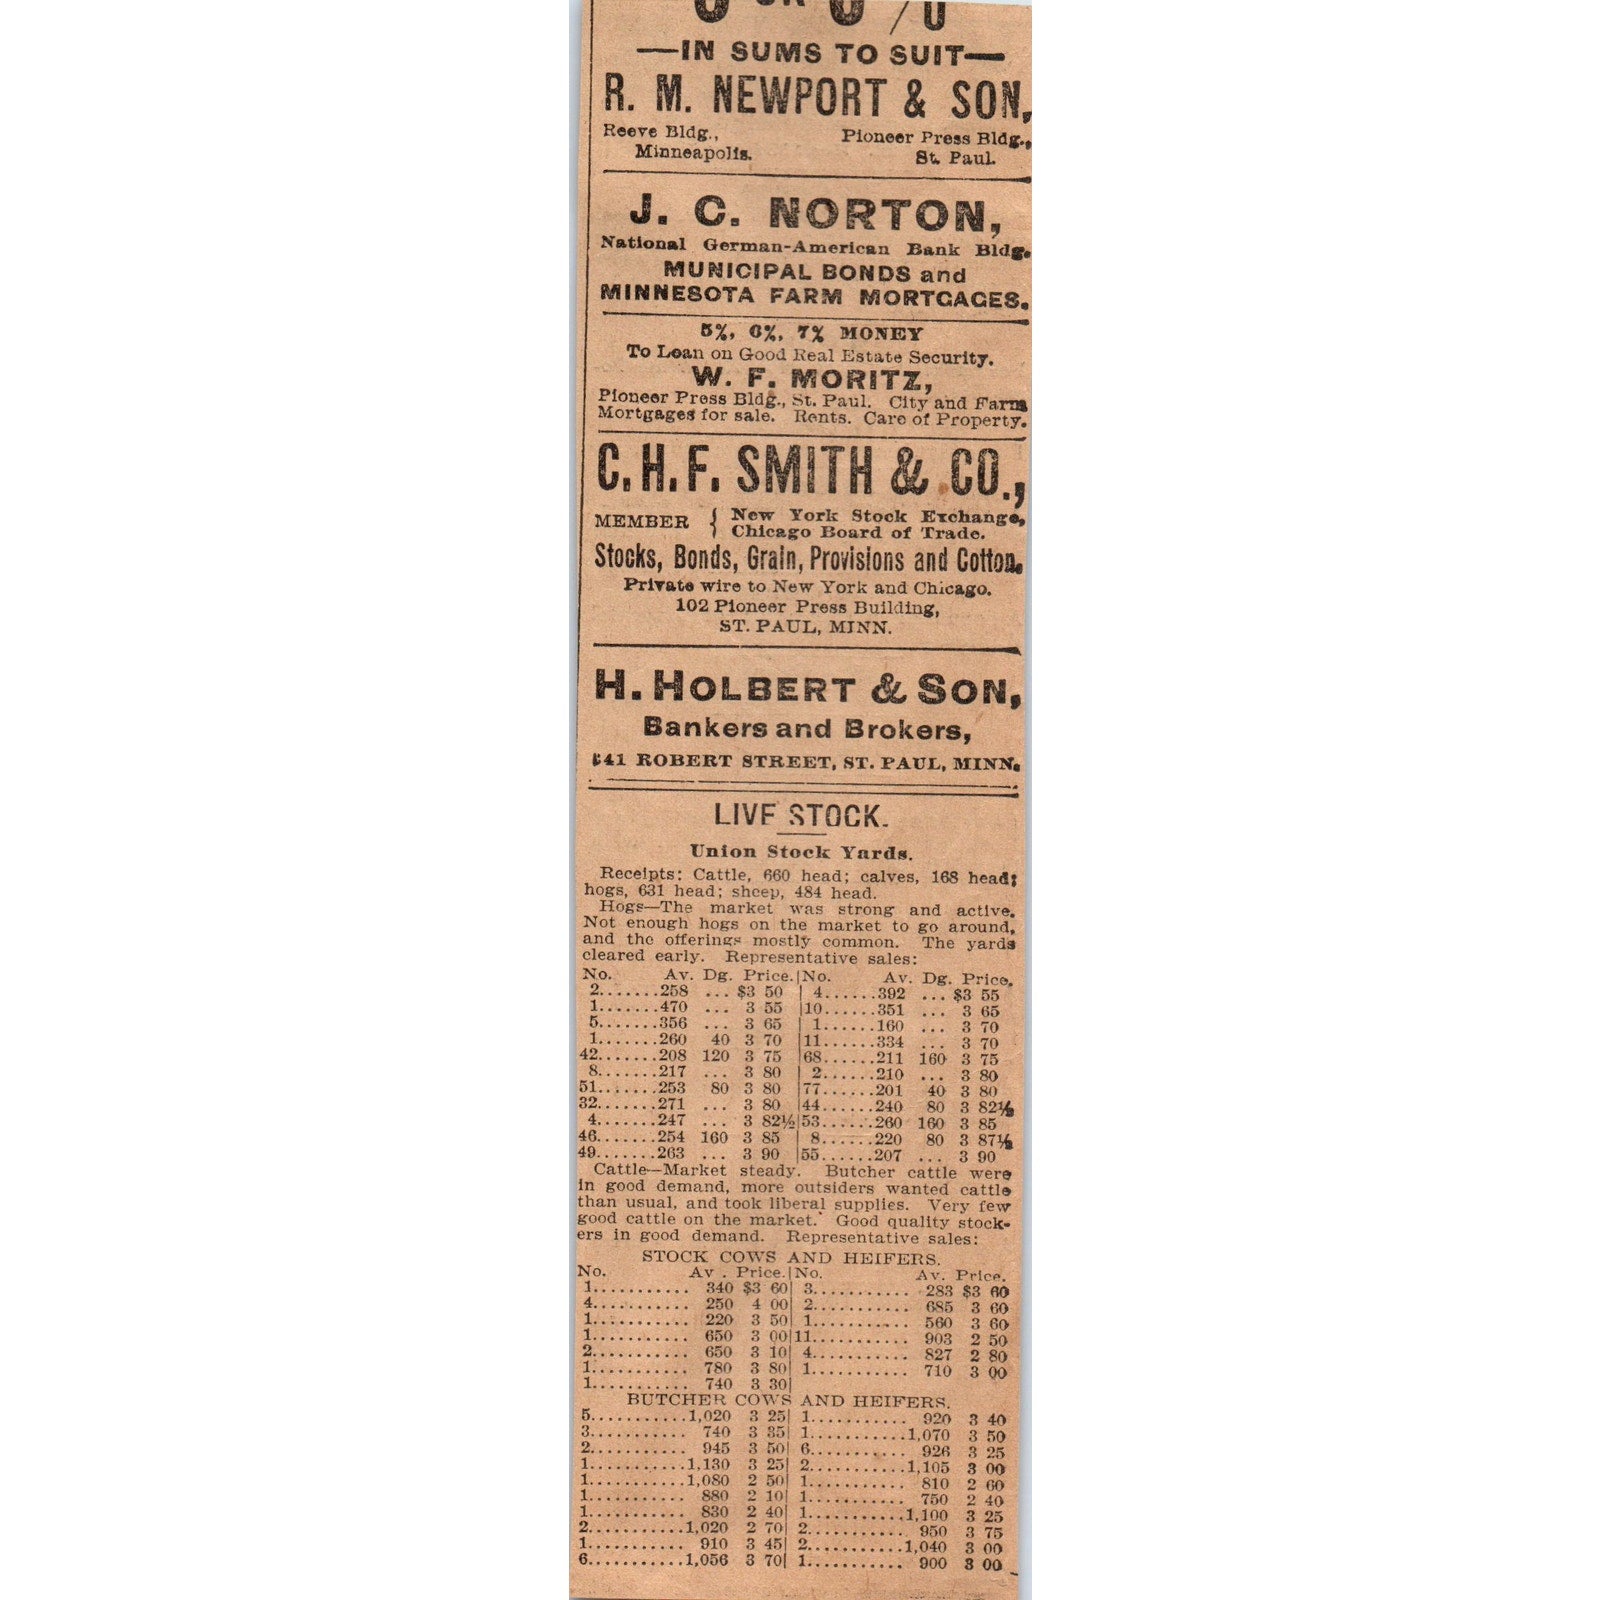 —IN SUMS TO SUIT—
R. M. NEWPORT & SON,
Reeve Bldg., Pioneer Press Bldg.,
Minneapolis. St. Paul.
J. C. NORTON,
National German-American Bank Bldg.
MUNICIPAL BONDS and
MINNESOTA FARM MORTGAGES.
5%, 6%, 7% MONEY
To Loan on Good Real Estate Security.
W. F. MORITZ,
Pioneer Press Bldg., St. Paul. City and Farm
Mortgages for sale. Rents. Care of Property.
C.H.F. SMITH & CO.,
MEMBER { New York Stock Exchange,
Chicago Board of Trade.
Stocks, Bonds, Grain, Provisions and Cotton.
Private wire to New York and Chicago.
102 Pioneer Press Building,
ST. PAUL, MINN.
H. HOLBERT & SON,
Bankers and Brokers,
341 ROBERT STREET, ST. PAUL, MINN.
LIVE STOCK.
Union Stock Yards.
Receipts: Cattle, 660 head; calves, 168 head;
hogs, 631 head; sheep, 484 head.
Hogs—The market was strong and active.
Not enough hogs on the market to go around,
and the offerings mostly common. The yards
cleared early. Representative sales:
No. Av. Dg. Price.|No. Av. Dg. Price.
2.......258 ... $3 50 | 4......392 ... $3 55
1.......470 ... 3 55 |10......351 ... 3 65
5.......356 ... 3 65 | 1......160 ... 3 70
1.......260 40 3 70 |11......334 ... 3 70
42.......208 120 3 75 |68......211 160 3 75
8.......217 ... 3 80 | 2......210 ... 3 80
51.......253 80 3 80 |77......201 40 3 80
32.......271 ... 3 80 |44......240 80 3 82½
4.......247 ... 3 82½|53......260 160 3 85
46.......254 160 3 85 | 8......220 80 3 87½
49.......263 ... 3 90 |55......207 ... 3 90
Cattle—Market steady. Butcher cattle were
in good demand, more outsiders wanted cattle
than usual, and took liberal supplies. Very few
good cattle on the market. Good quality stock-
ers in good demand. Representative sales:
STOCK COWS AND HEIFERS.
No. Av . Price.|No. Av. Price.
1........... 340 $3 60| 3........... 283 $3 60
4........... 250 4 00| 2........... 685 3 60
1........... 220 3 50| 1........... 560 3 60
1........... 650 3 00|11........... 903 2 50
2........... 650 3 10| 4........... 827 2 80
1........... 780 3 80| 1........... 710 3 00
1........... 740 3 30|
BUTCHER COWS AND HEIFERS.
5...........1,020 3 25| 1........... 920 3 40
3........... 740 3 35| 1...........1,070 3 50
2........... 945 3 50| 6........... 926 3 25
1...........1,130 3 25| 2...........1,105 3 00
1...........1,080 2 50| 1........... 810 2 60
1........... 880 2 10| 1........... 750 2 40
1........... 830 2 40| 1...........1,100 3 25
2...........1,020 2 70| 2........... 950 3 75
1........... 910 3 45| 2...........1,040 3 00
6...........1,056 3 70| 1........... 900 3 00